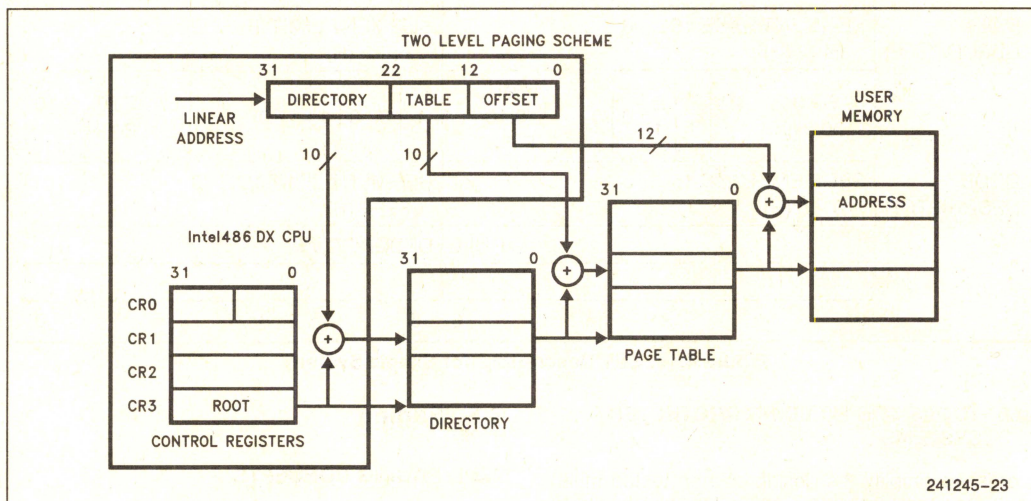 TWO LEVEL PAGING SCHEME
31 22 12 0
DIRECTORY TABLE OFFSET
LINEAR
ADDRESS
USER
MEMORY
10 10 12
31 0
ADDRESS
Intel486 DX CPU
31 0
31 0
CR0
CR1
CR2
CR3 ROOT
+
+
+
PAGE TABLE
DIRECTORY
CONTROL REGISTERS
241245-23